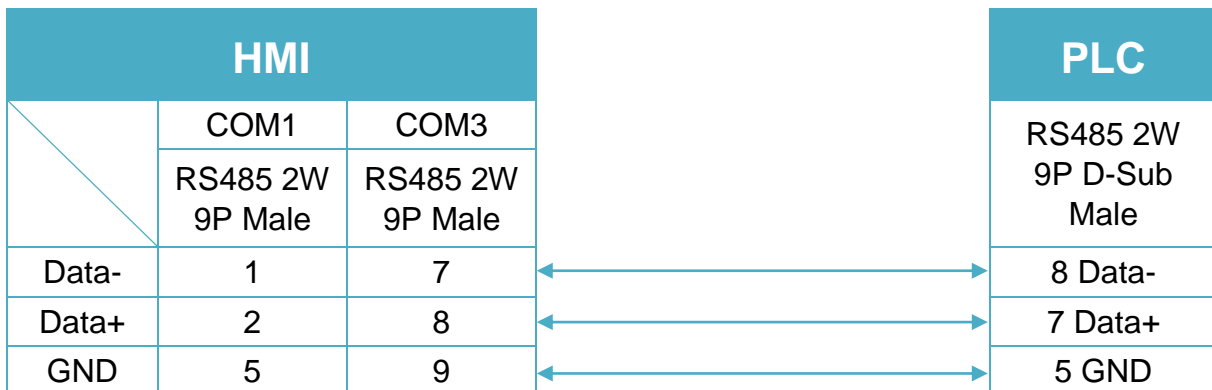 HMI
PLC
COM1 COM3
RS485 2W
9P Male
RS485 2W
9P Male
RS485 2W
9P D-Sub
Male
Data- 1 7 8 Data-
Data+ 2 8 7 Data+
GND 5 9 5 GND